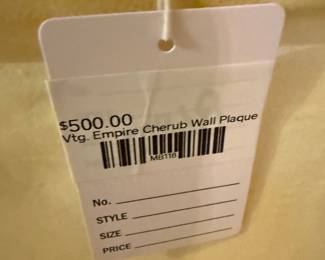 $500.00
Vtg. Empire Cherub Wall Plaque
MB116
No.
STYLE
SIZE
PRICE